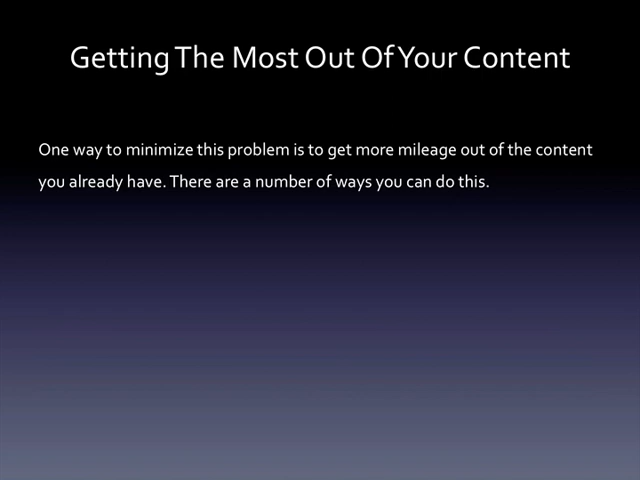 Getting The Most Out Of Your Content
One way to minimize this problem is to get more mileage out of the content
you already have. There are a number of ways you can do this.